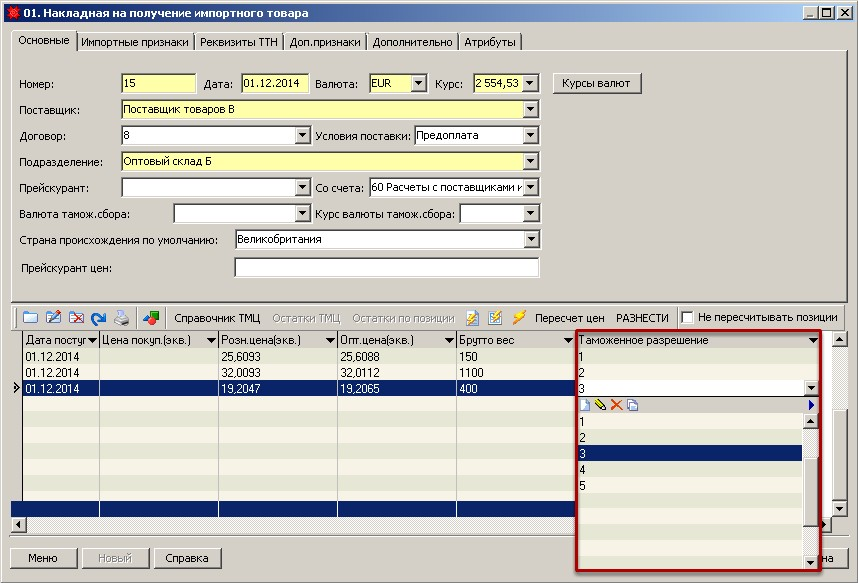 01. Накладная на получение импортного товара
Основные Импортные признаки Реквизиты ТТН Доп.признаки Дополнительно Атрибуты
Номер: 15 Дата: 01.12.2014 Валюта: EUR Курс: 2 554,53 Курсы валют
Поставщик: Поставщик товаров В
Договор: 8 Условия поставки: Предоплата
Подразделение: Оптовый склад Б
Прейскурант: Со счета: 60 Расчеты с поставщиками и
Валюта тамож.сбора: Курс валюты тамож.сбора:
Страна происхождения по умолчанию: Великобритания
Прейскурант цен:
Справочник ТМЦ Остатки ТМЦ Остатки по позиции Пересчет цен РАЗНЕСТИ Не пересчитывать позиции
Дата постуг Цена покуп.(экв.) Розн.цена(экв.) Опт.цена(экв.) Брутто вес Таможенное разрешение
01.12.2014 25,6093 25,6088 150 1
01.12.2014 32,0093 32,0112 1100 2
01.12.2014 19,2047 19,2065 400 3
1
2
3
4
5
Меню Новый Справка на